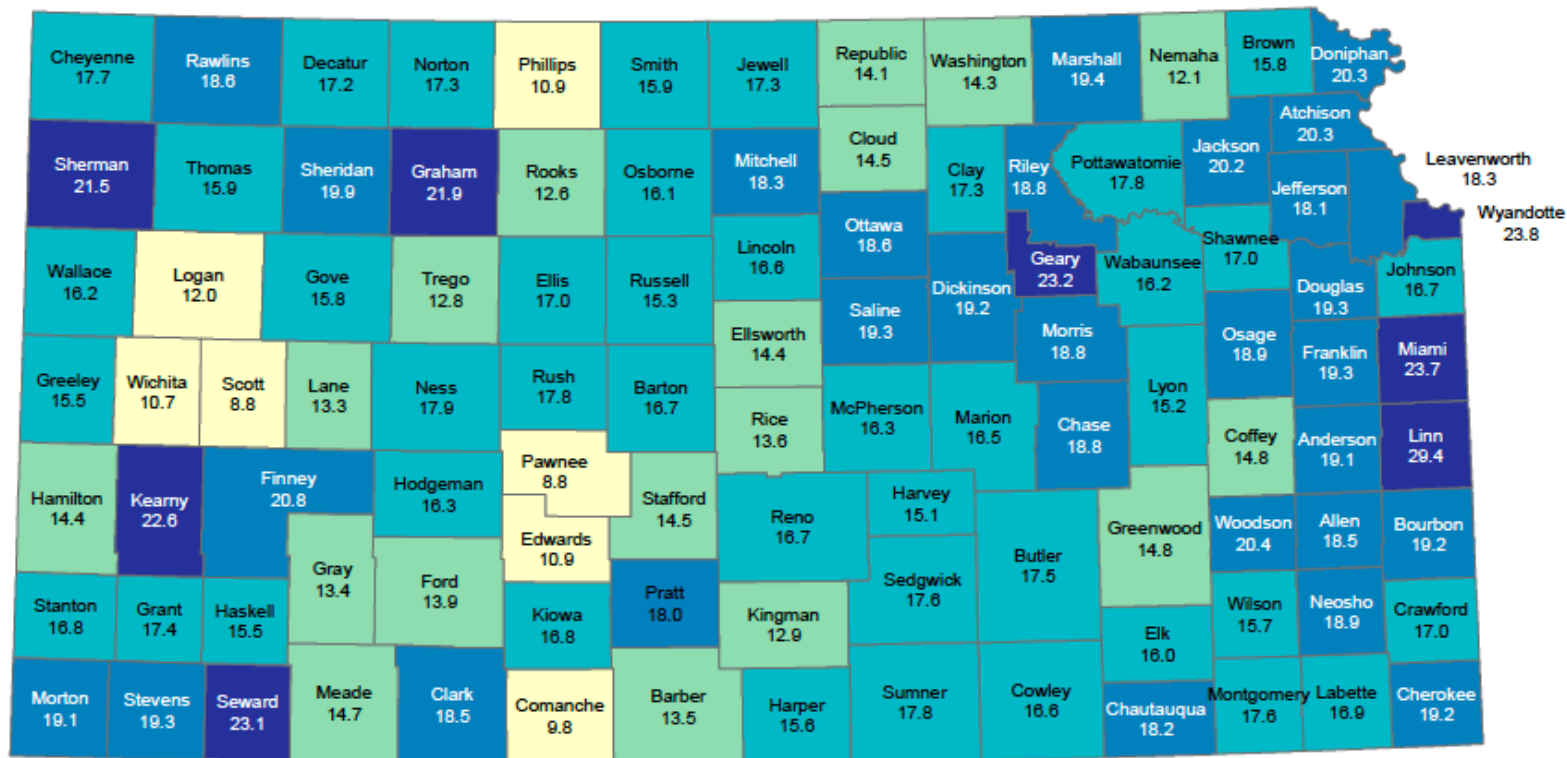 Cheyenne
17.7
Rawlins
18.6
Decatur
17.2
Norton
17.3
Phillips
10.9
Smith
15.9
Jewell
17.3
Republic
14.1
Washington
14.3
Marshall
19.4
Nemaha
12.1
Brown
15.8
Doniphan
20.3
Atchison
20.3
Sherman
21.5
Thomas
15.9
Sheridan
19.9
Graham
21.9
Rooks
12.6
Osborne
16.1
Mitchell
18.3
Cloud
14.5
Clay
17.3
Riley
18.8
Pottawatomie
17.8
Jackson
20.2
Jefferson
18.1
Leavenworth
18.3
Wyandotte
23.8
Wallace
16.2
Logan
12.0
Gove
15.8
Trego
12.8
Ellis
17.0
Russell
15.3
Lincoln
16.6
Ottawa
18.6
Dickinson
19.2
Geary
23.2
Wabaunsee
16.2
Shawnee
17.0
Douglas
19.3
Johnson
16.7
Greeley
15.5
Wichita
10.7
Scott
8.8
Lane
13.3
Ness
17.9
Rush
17.8
Barton
16.7
Ellsworth
14.4
Saline
19.3
Morris
18.8
Osage
18.9
Franklin
19.3
Miami
23.7
Rice
13.6
McPherson
16.3
Marion
16.5
Chase
18.8
Lyon
15.2
Coffey
14.8
Anderson
19.1
Linn
29.4
Hamilton
14.4
Kearny
22.6
Finney
20.8
Hodgeman
16.3
Pawnee
8.8
Stafford
14.5
Reno
16.7
Harvey
15.1
Butler
17.5
Greenwood
14.8
Woodson
20.4
Allen
18.5
Bourbon
19.2
Gray
13.4
Ford
13.9
Edwards
10.9
Pratt
18.0
Kingman
12.9
Sedgwick
17.6
Stanton
16.8
Grant
17.4
Haskell
15.5
Kiowa
16.8
Elk
16.0
Wilson
15.7
Neosho
18.9
Crawford
17.0
Morton
19.1
Stevens
19.3
Seward
23.1
Meade
14.7
Clark
18.5
Comanche
9.8
Barber
13.5
Harper
15.6
Sumner
17.8
Cowley
16.6
Chautauqua
18.2
Montgomery
17.6
Labette
16.9
Cherokee
19.2